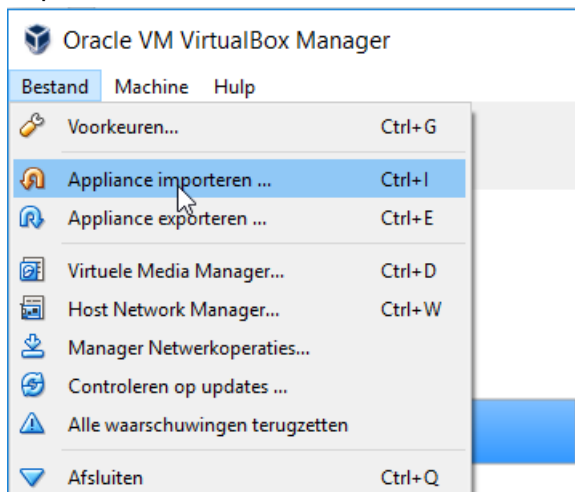 Oracle VM VirtualBox Manager
Bestand Machine Hulp
Voorkeuren... Ctrl+G
Appliance importeren ... Ctrl+I
Appliance exporteren ... Ctrl+E
Virtuele Media Manager... Ctrl+D
Host Network Manager... Ctrl+W
Manager Netwerkoperaties...
Controleren op updates ...
Alle waarschuwingen terugzetten
Afsluiten Ctrl+Q